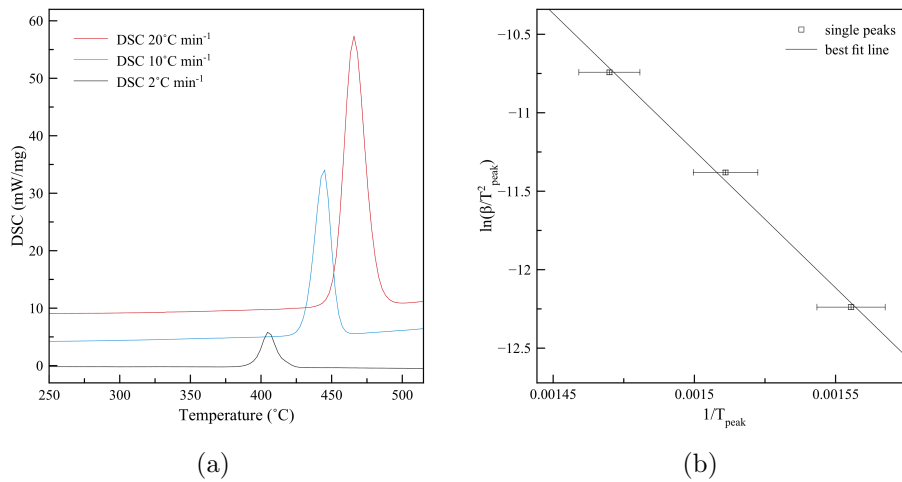 60
50
40
30
20
10
0
DSC (mW/mg)
DSC 20˚C min⁻¹
DSC 10˚C min⁻¹
DSC 2˚C min⁻¹
250 300 350 400 450 500
Temperature (˚C)
(a)
−10.5
−11
−11.5
−12
−12.5
ln(β/T²peak)
single peaks
best fit line
0.00145 0.0015 0.00155
1/Tpeak
(b)